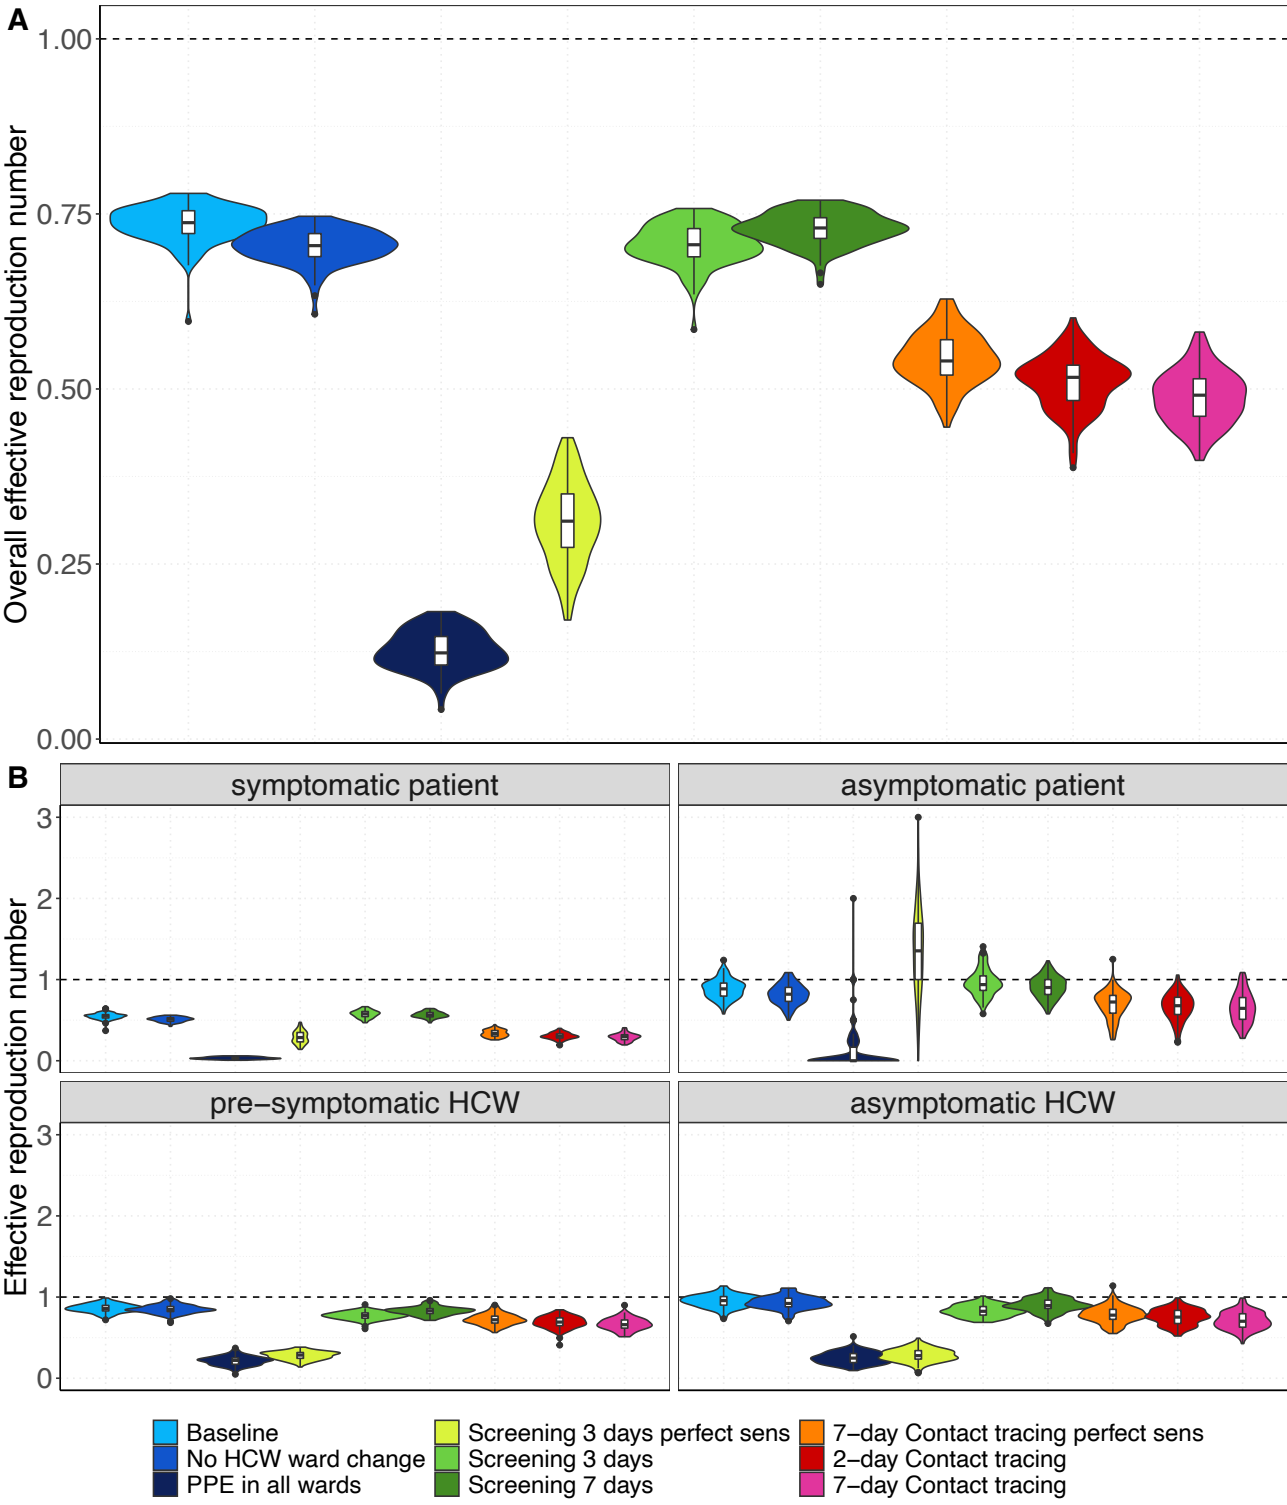 A
Overall effective reproduction number
1.00
0.75
0.50
0.25
0.00
B
Effective reproduction number
symptomatic patient
asymptomatic patient
3
2
1
0
pre−symptomatic HCW
asymptomatic HCW
3
2
1
0
Baseline
No HCW ward change
PPE in all wards
Screening 3 days perfect sens
Screening 3 days
Screening 7 days
7−day Contact tracing perfect sens
2−day Contact tracing
7−day Contact tracing